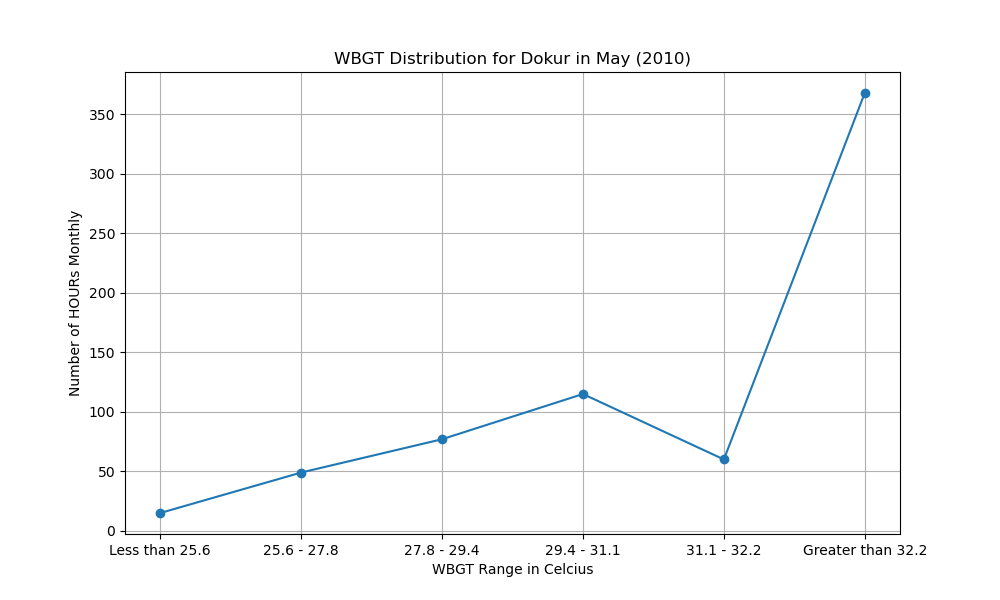 WBGT Distribution for Dokur in May (2010)
Number of HOURs Monthly
350
300
250
200
150
100
50
0
Less than 25.6
25.6 - 27.8
27.8 - 29.4
29.4 - 31.1
31.1 - 32.2
Greater than 32.2
WBGT Range in Celcius